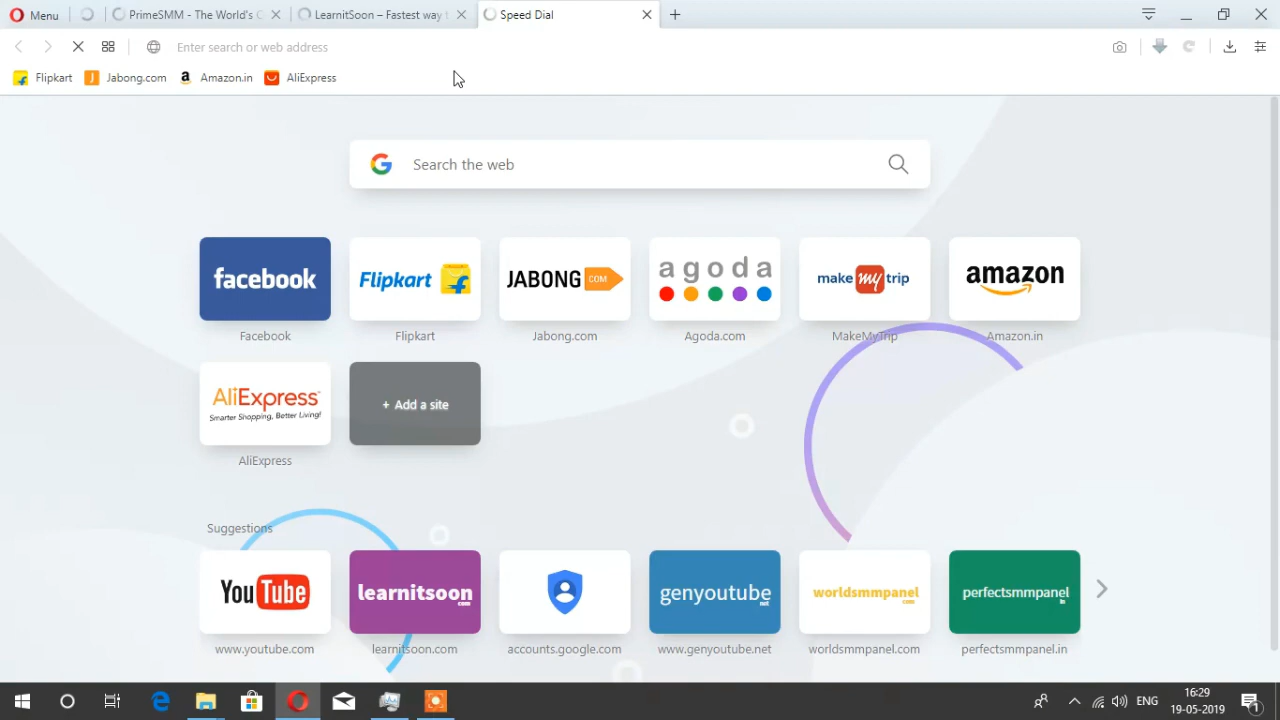 Menu
PrimeSMM - The World's C
LearnitSoon – Fastest way t
Speed Dial
Enter search or web address
Flipkart
Jabong.com
Amazon.in
AliExpress
Search the web
facebook
Flipkart
JABONG COM
agoda
make my trip
amazon
Facebook
Flipkart
Jabong.com
Agoda.com
MakeMyTrip
Amazon.in
AliExpress
Smarter Shopping, Better Living!
+ Add a site
AliExpress
Suggestions
YouTube
learnitsoon
com
genyoutube
net
worldsmmpanel
com
perfectsmmpanel
in
www.youtube.com
learnitsoon.com
accounts.google.com
www.genyoutube.net
worldsmmpanel.com
perfectsmmpanel.in
ENG
16:29
19-05-2019
1